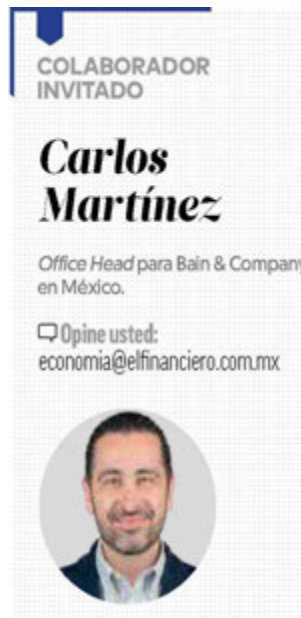 COLABORADOR
INVITADO
Carlos
Martínez
Office Head para Bain & Company
en México.
Opine usted:
economia@elfinanciero.com.mx